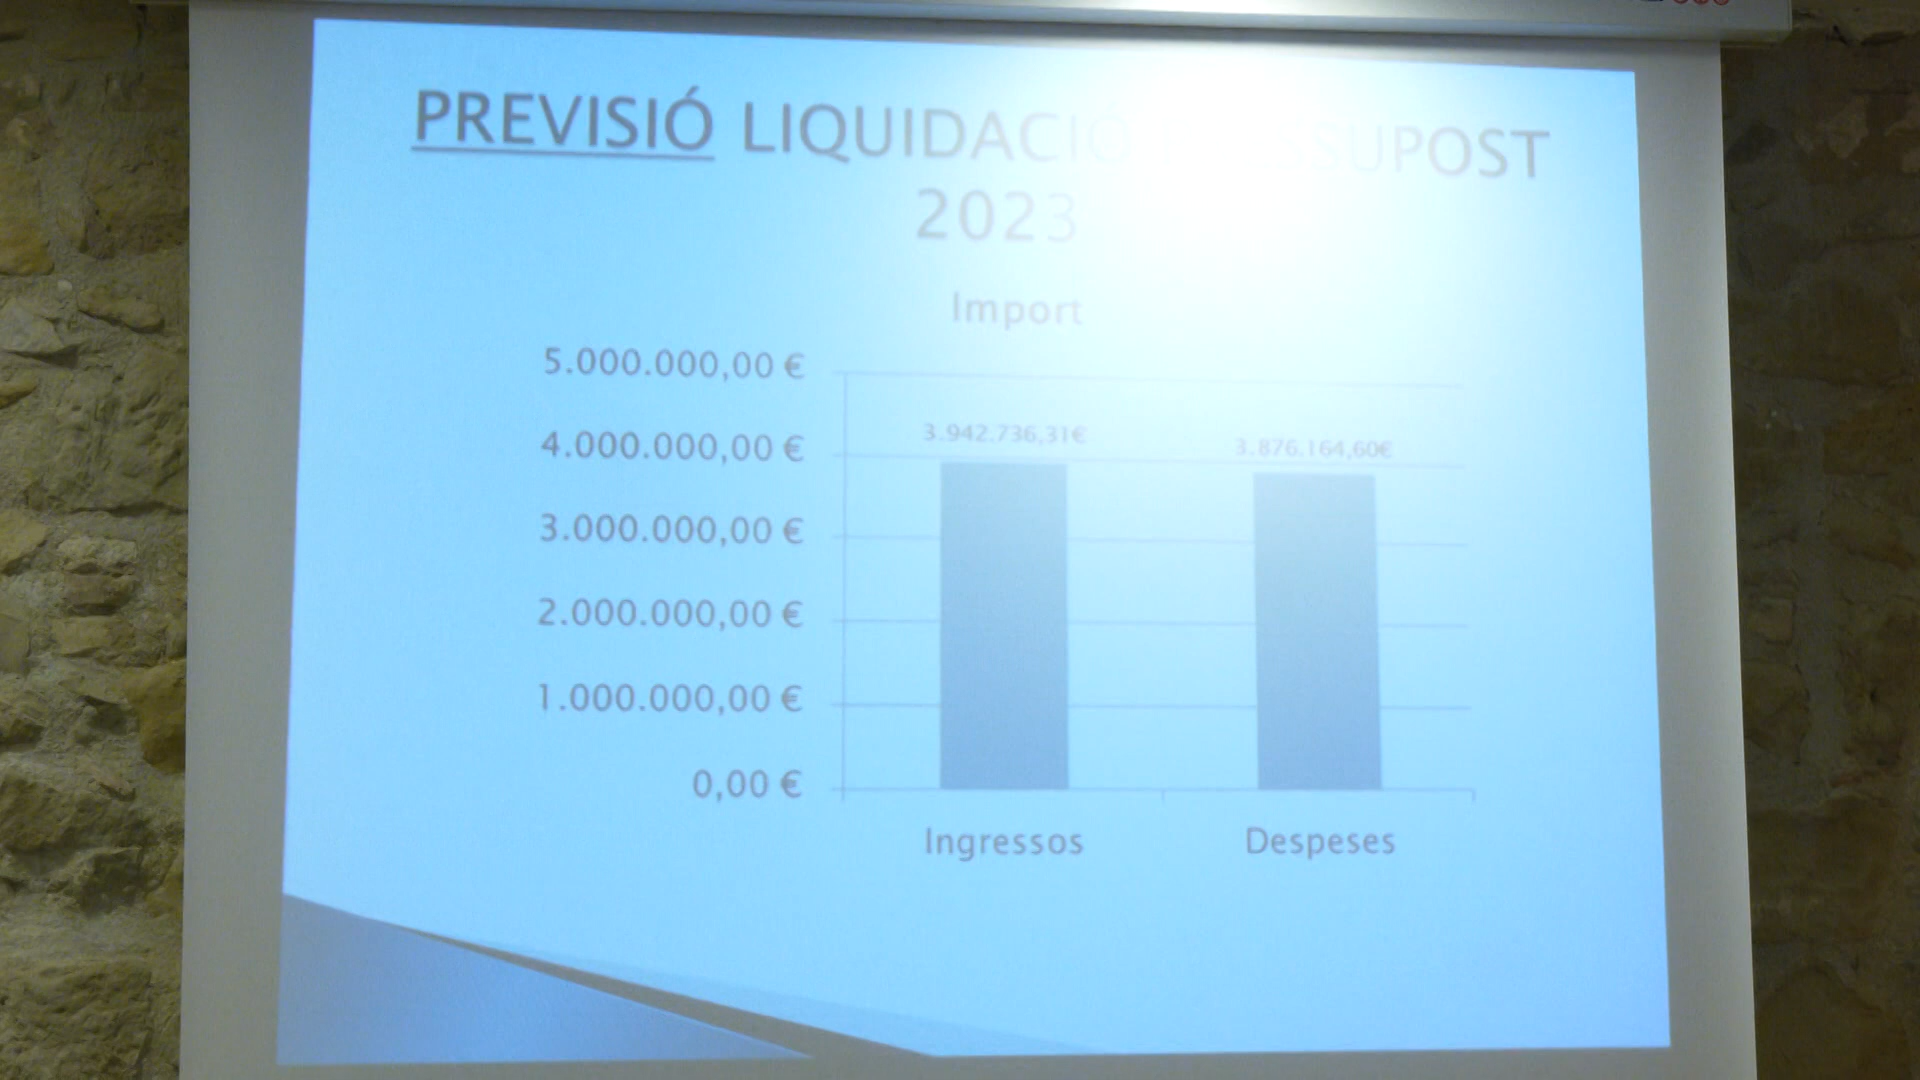 PREVISIÓ LIQUIDACIÓ PRESSUPOST
2023
Import
5.000.000,00 €
4.000.000,00 €
3.000.000,00 €
2.000.000,00 €
1.000.000,00 €
0,00 €
3.942.736,31€
3.876.164,60€
Ingressos
Despeses